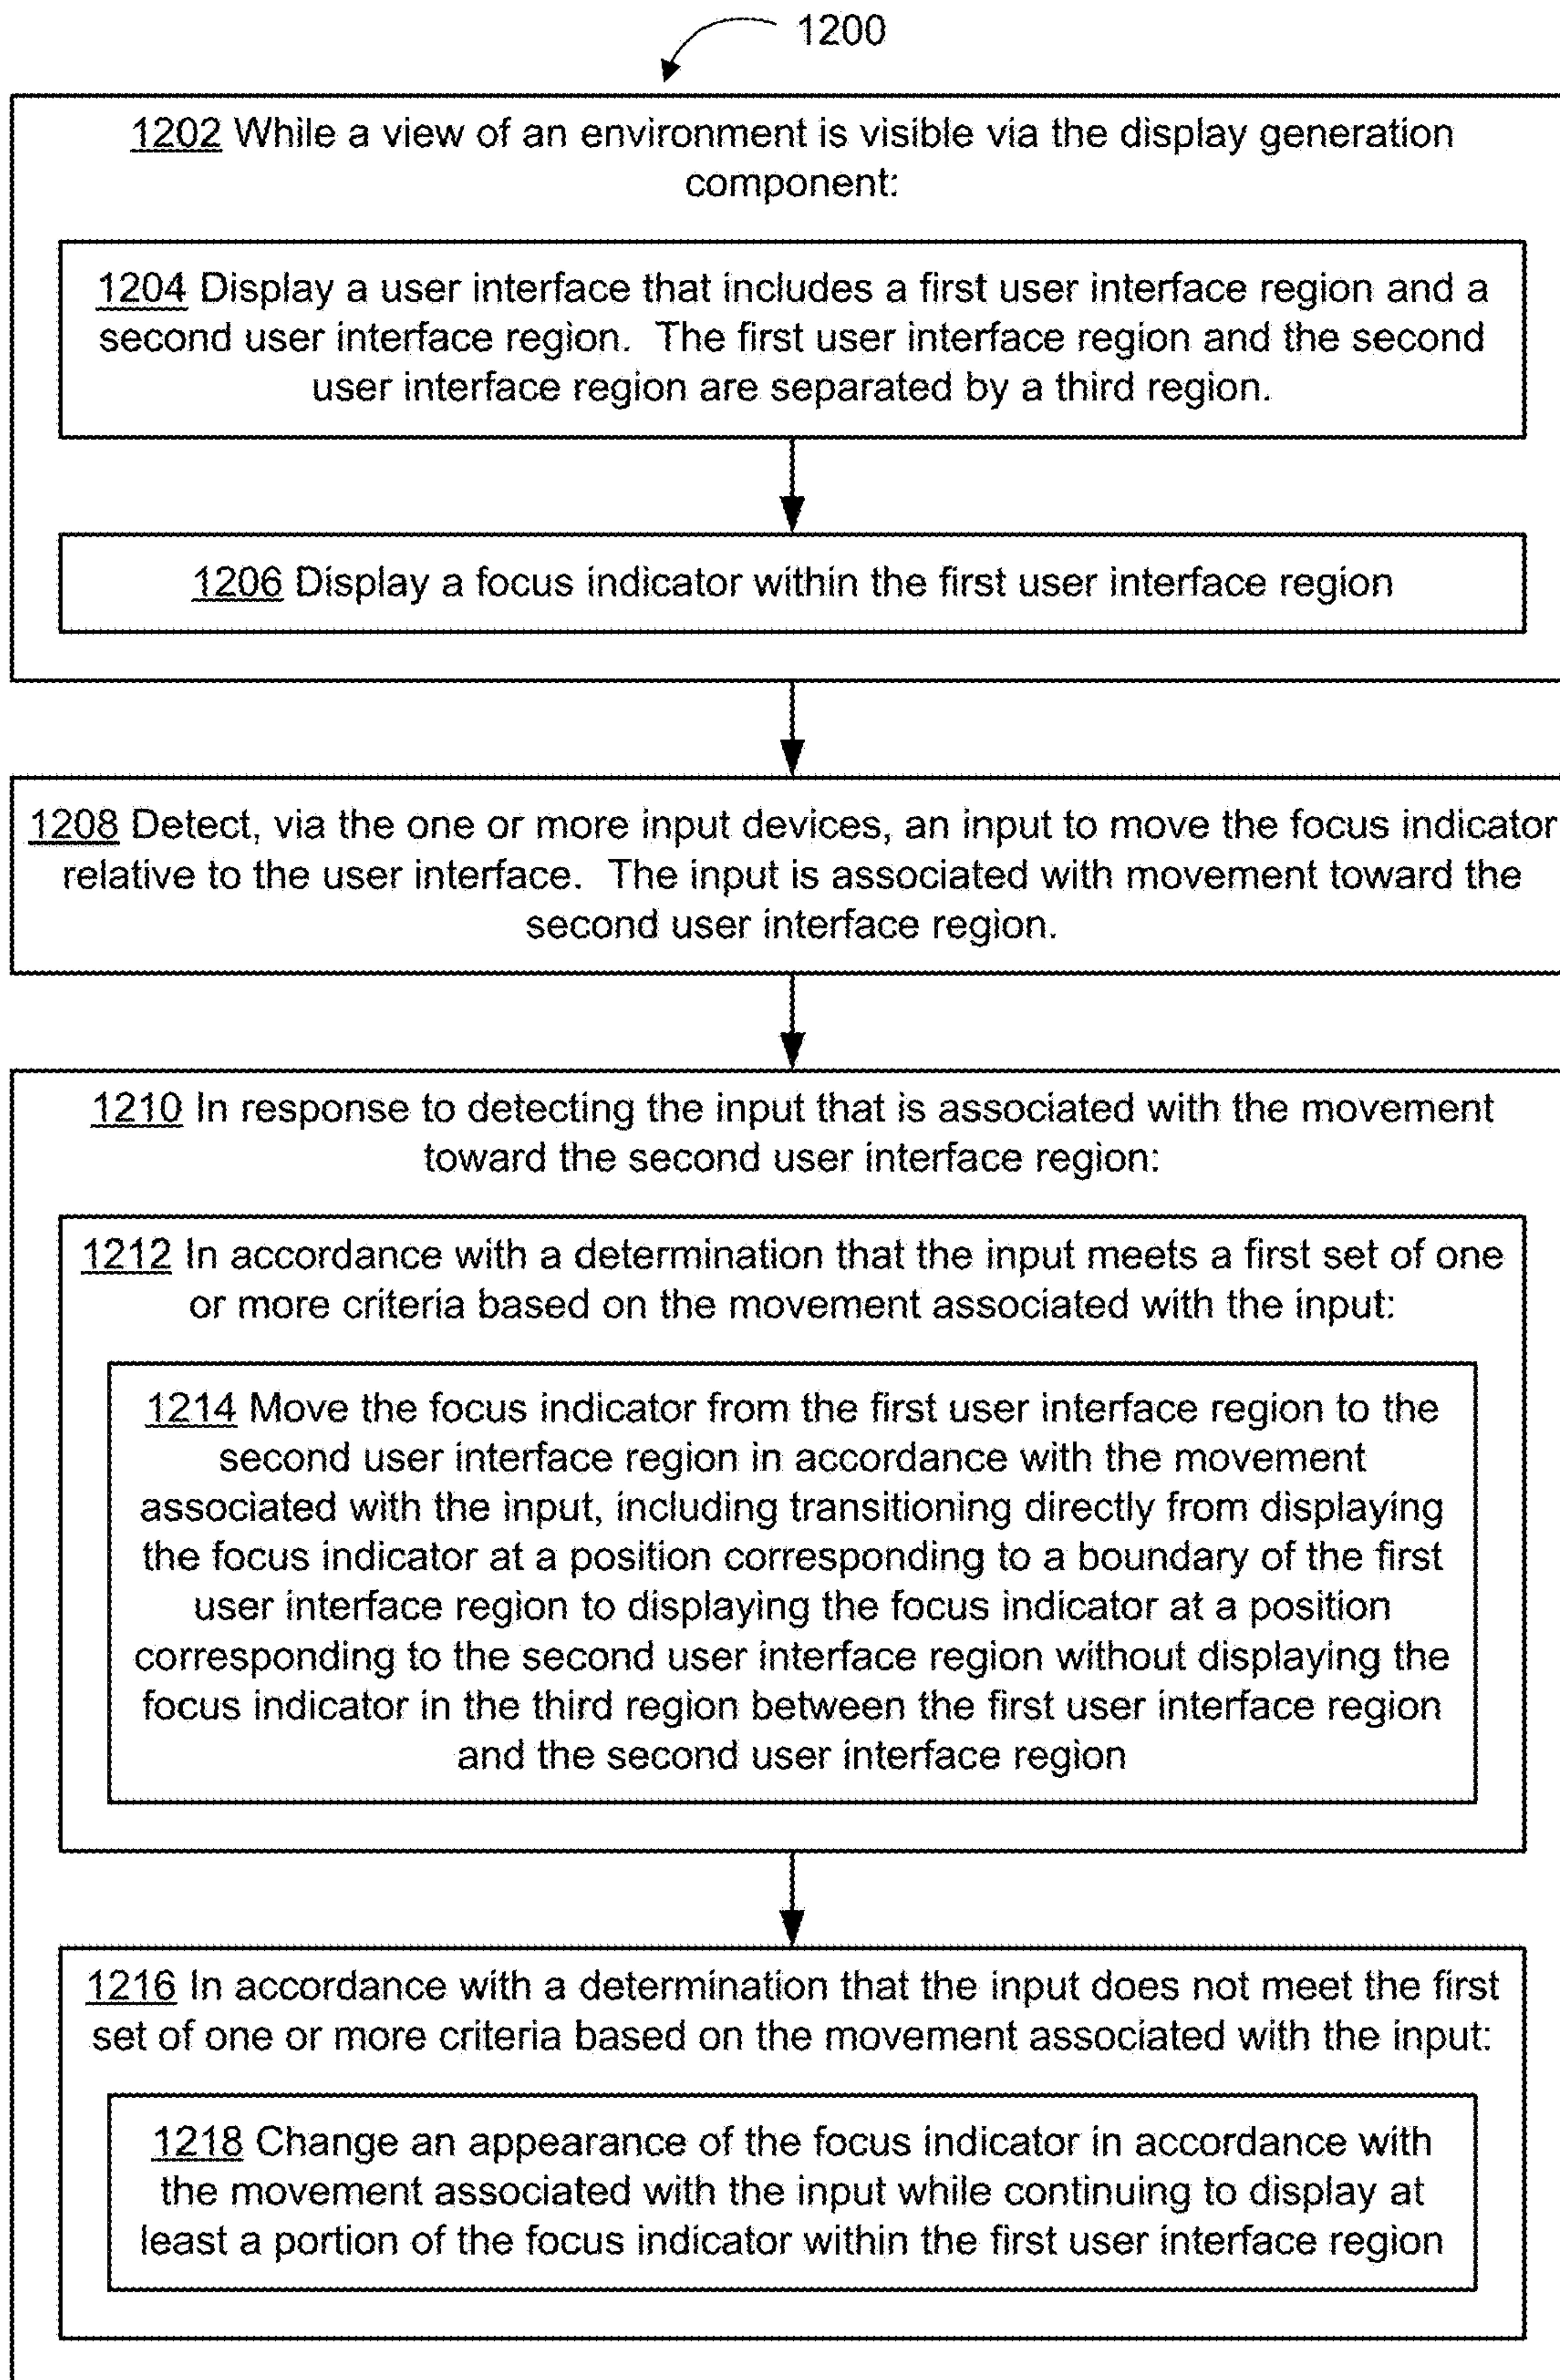 1200
1202 While a view of an environment is visible via the display generation
component:
1204 Display a user interface that includes a first user interface region and a
second user interface region. The first user interface region and the second
user interface region are separated by a third region.
1206 Display a focus indicator within the first user interface region
1208 Detect, via the one or more input devices, an input to move the focus indicator
relative to the user interface. The input is associated with movement toward the
second user interface region.
1210 In response to detecting the input that is associated with the movement
toward the second user interface region:
1212 In accordance with a determination that the input meets a first set of one
or more criteria based on the movement associated with the input:
1214 Move the focus indicator from the first user interface region to the
second user interface region in accordance with the movement
associated with the input, including transitioning directly from displaying
the focus indicator at a position corresponding to a boundary of the first
user interface region to displaying the focus indicator at a position
corresponding to the second user interface region without displaying the
focus indicator in the third region between the first user interface region
and the second user interface region
1216 In accordance with a determination that the input does not meet the first
set of one or more criteria based on the movement associated with the input:
1218 Change an appearance of the focus indicator in accordance with
the movement associated with the input while continuing to display at
least a portion of the focus indicator within the first user interface region